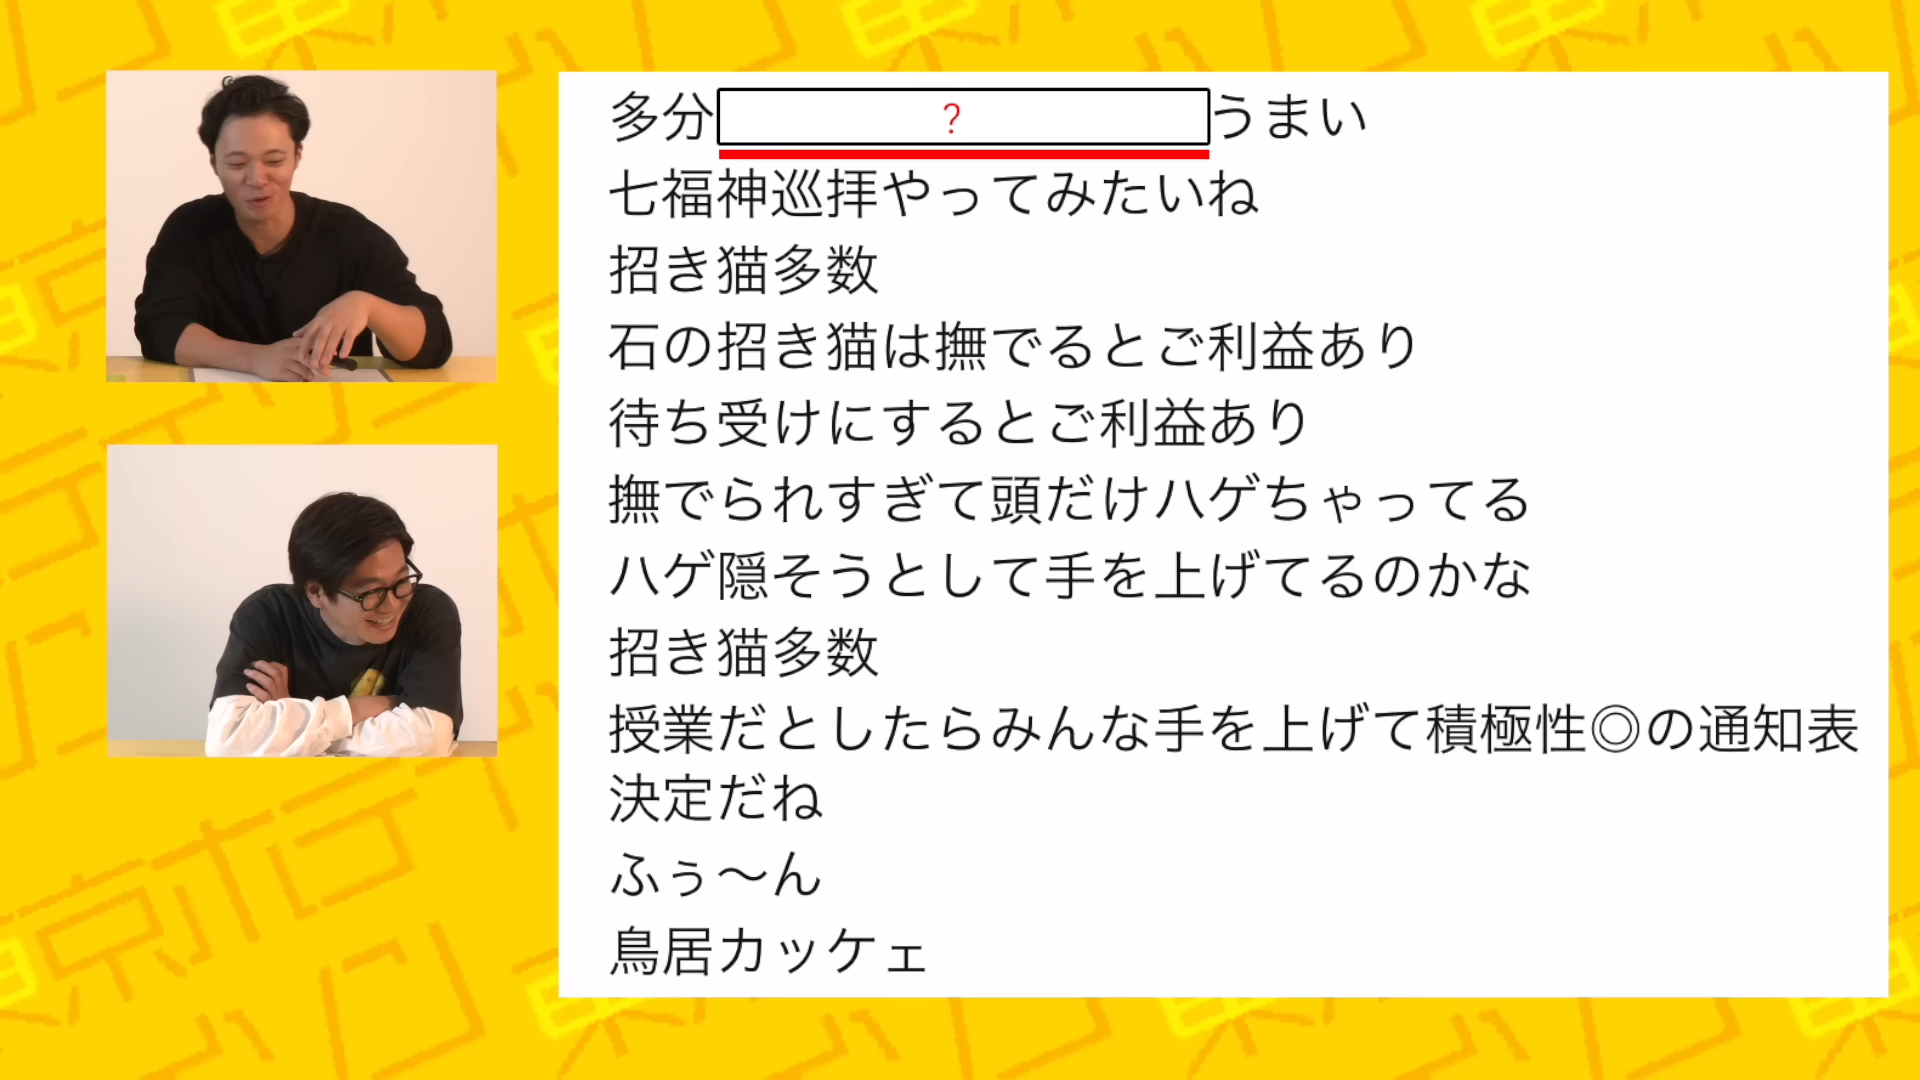 多分?うまい
七福神巡拝やってみたいね
招き猫多数
石の招き猫は撫でるとご利益あり
待ち受けにするとご利益あり
撫でられすぎて頭だけハゲちゃってる
ハゲ隠そうとして手を上げてるのかな
招き猫多数
授業だとしたらみんな手を上げて積極性◎の通知表
決定だね
ふぅ〜ん
鳥居カッケェ